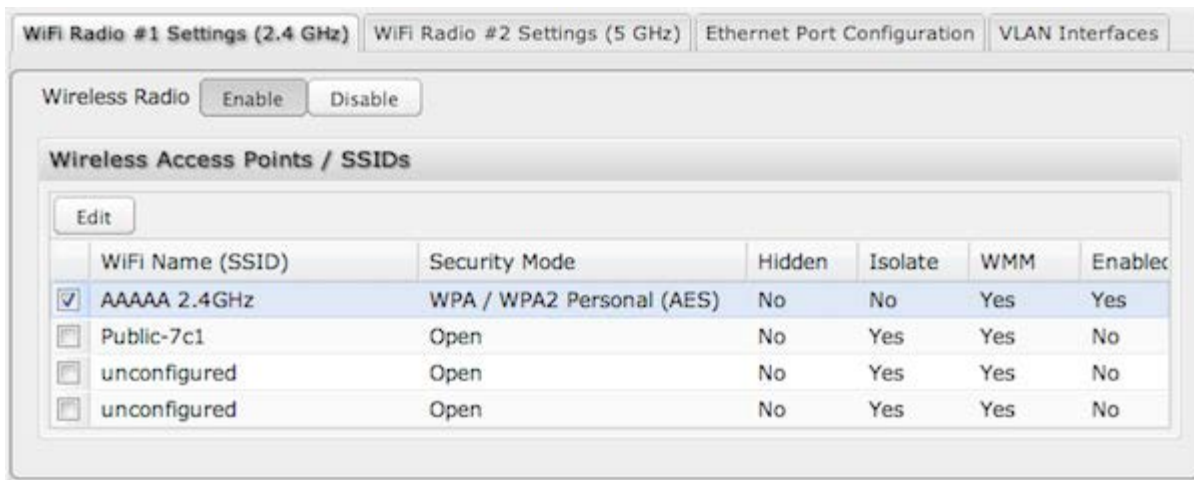 WiFi Radio #1 Settings (2.4 GHz) WiFi Radio #2 Settings (5 GHz) Ethernet Port Configuration VLAN Interfaces
Wireless Radio Enable Disable
Wireless Access Points / SSIDs
Edit
WiFi Name (SSID) Security Mode Hidden Isolate WMM Enabled
AAAAA 2.4GHz WPA / WPA2 Personal (AES) No No Yes Yes
Public-7c1 Open No Yes Yes No
unconfigured Open No Yes Yes No
unconfigured Open No Yes Yes No